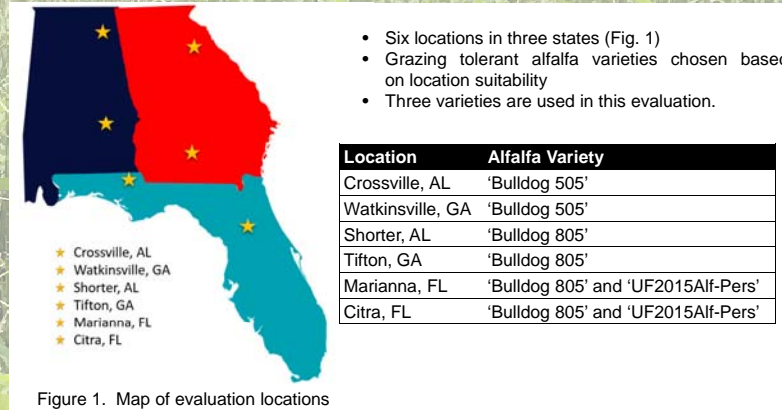 • Six locations in three states (Fig. 1)
• Grazing tolerant alfalfa varieties chosen based
on location suitability
• Three varieties are used in this evaluation.
Location Alfalfa Variety
Crossville, AL 'Bulldog 505'
Watkinsville, GA 'Bulldog 505'
Shorter, AL 'Bulldog 805'
Tifton, GA 'Bulldog 805'
Marianna, FL 'Bulldog 805' and 'UF2015Alf-Pers'
Citra, FL 'Bulldog 805' and 'UF2015Alf-Pers'
Crossville, AL
Watkinsville, GA
Shorter, AL
Tifton, GA
Marianna, FL
Citra, FL
Figure 1. Map of evaluation locations